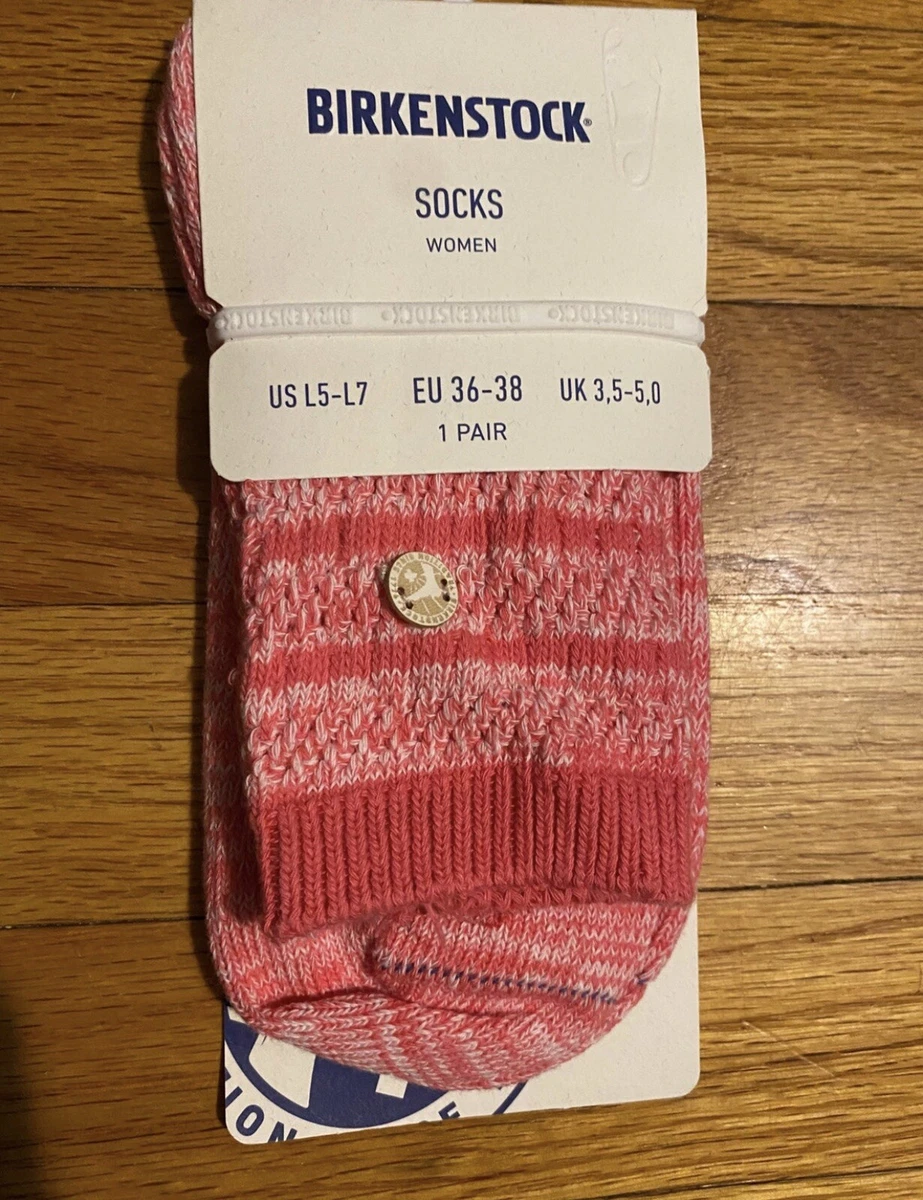 BIRKENSTOCK®
SOCKS
WOMEN
BIRKENSTOCK • BIRKENSTOCK • BIRKENSTOCK
US L5-L7 EU 36-38 UK 3,5-5,0
1 PAIR
ION